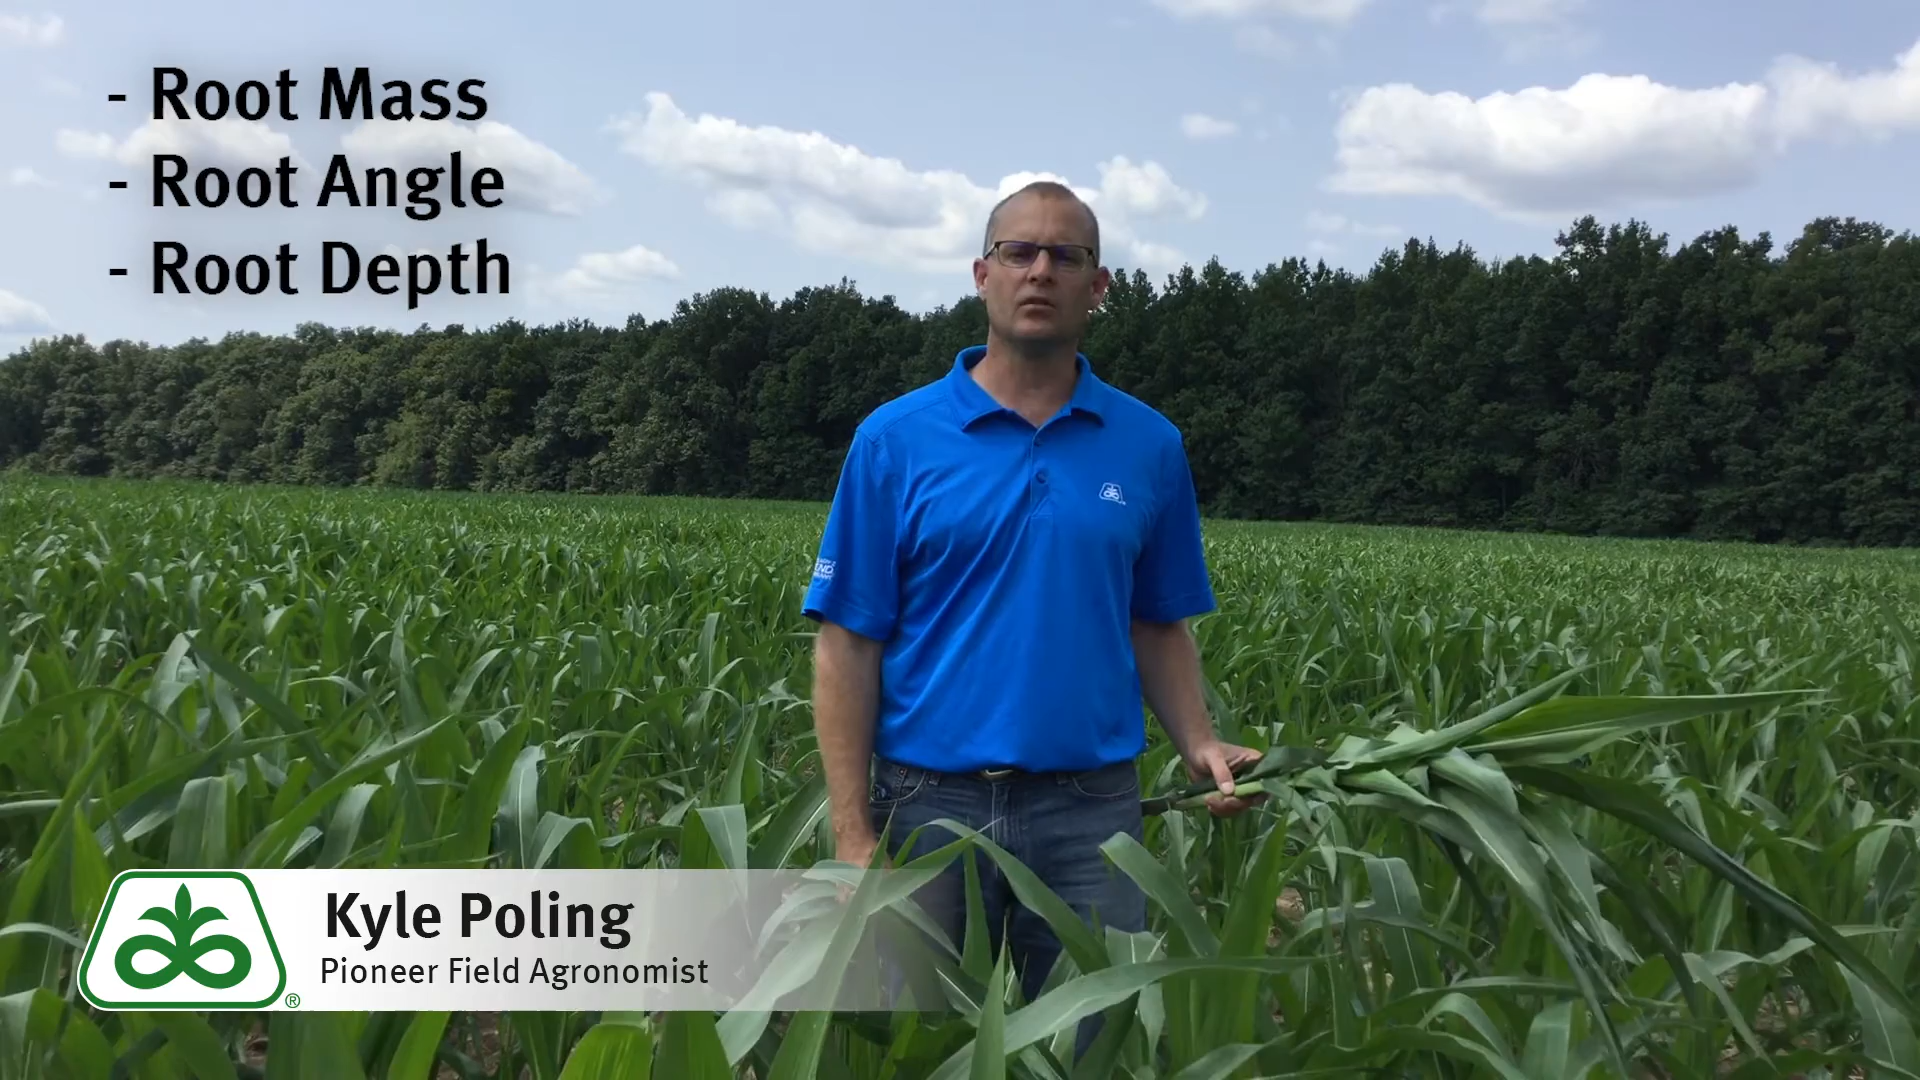 - Root Mass
- Root Angle
- Root Depth
Kyle Poling
Pioneer Field Agronomist
®